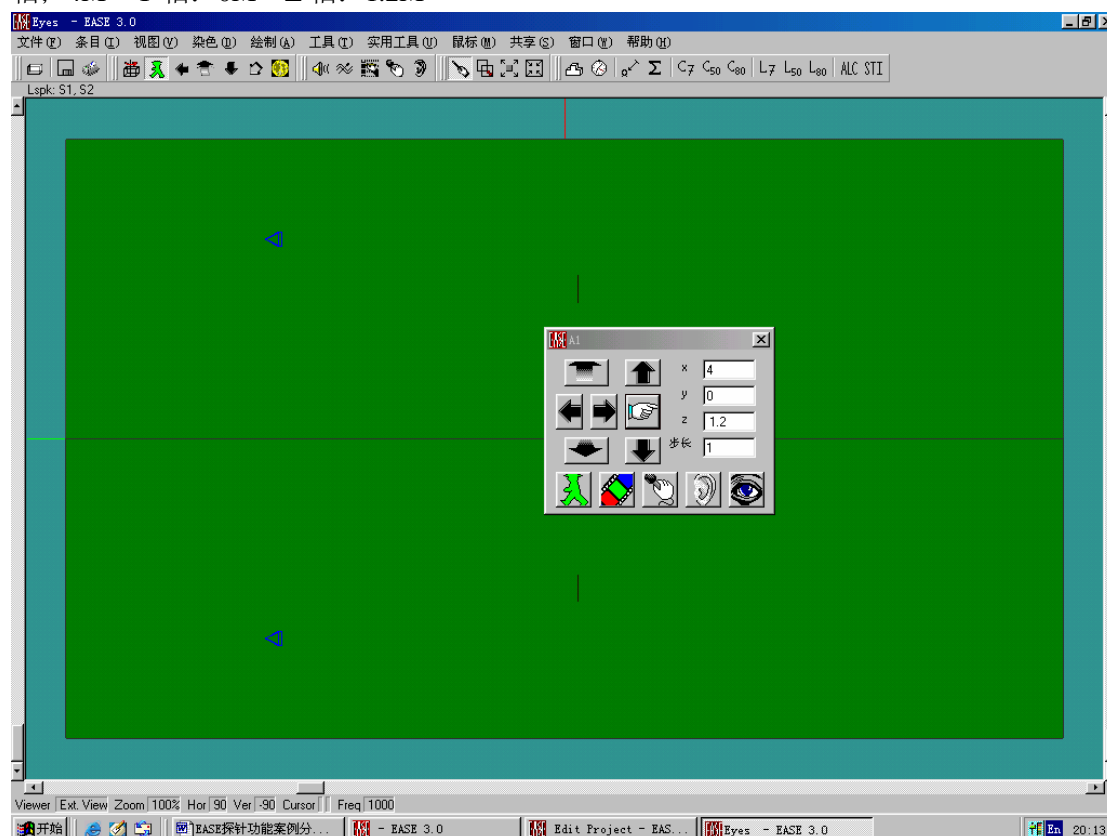 Eyes - EASE 3.0
文件(F) 条目(I) 视图(V) 染色(D) 绘制(A) 工具(T) 实用工具(U) 鼠标(M) 共享(S) 窗口(W) 帮助(H)
C7 C50 C80 L7 L50 L80 ALC STI
Lspk: S1, S2
A1
x 4
y 0
z 1.2
步长 1
Viewer Ext. View Zoom 100% Hor 90 Ver -90 Cursor Freq 1000
开始 EASE探针功能案例分... - EASE 3.0 Edit Project - EAS... Eyes - EASE 3.0 En 20:13